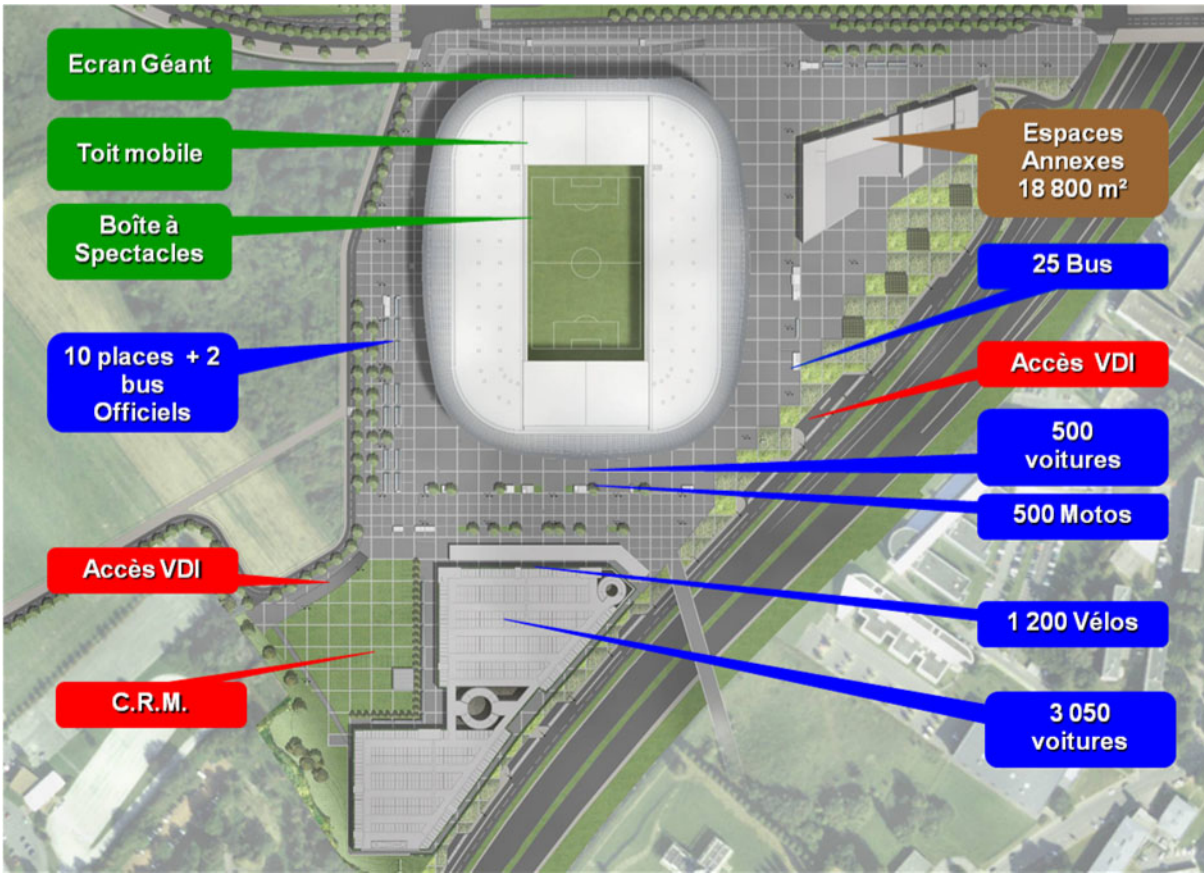 Ecran Géant
Toit mobile
Boîte à
Spectacles
10 places + 2
bus
Officiels
Accès VDI
C.R.M.
Espaces
Annexes
18 800 m²
25 Bus
Accès VDI
500
voitures
500 Motos
1 200 Vélos
3 050
voitures